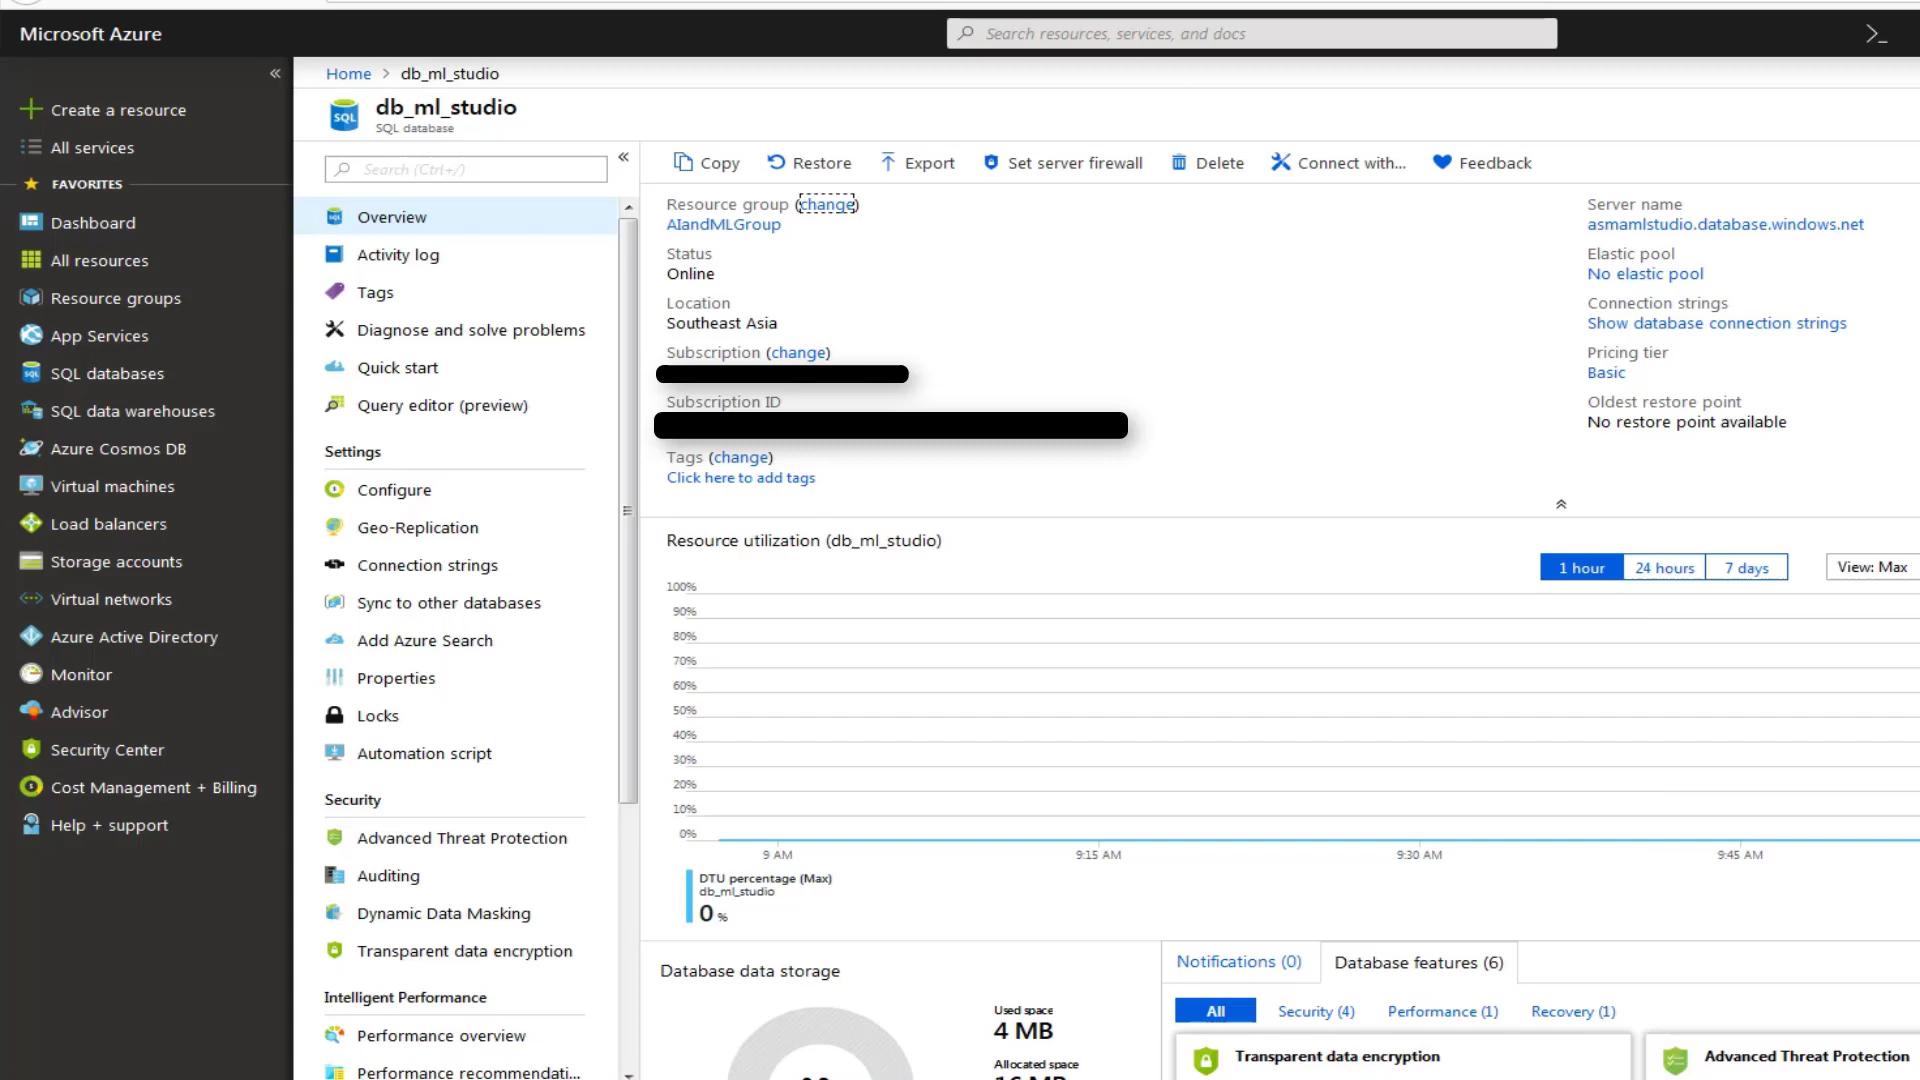 Microsoft Azure
Search resources, services, and docs
Home > db_ml_studio
db_ml_studio
SQL database
Create a resource
All services
FAVORITES
Dashboard
All resources
Resource groups
App Services
SQL databases
SQL data warehouses
Azure Cosmos DB
Virtual machines
Load balancers
Storage accounts
Virtual networks
Azure Active Directory
Monitor
Advisor
Security Center
Cost Management + Billing
Help + support
Search (Ctrl+/)
Overview
Activity log
Tags
Diagnose and solve problems
Quick start
Query editor (preview)
Settings
Configure
Geo-Replication
Connection strings
Sync to other databases
Add Azure Search
Properties
Locks
Automation script
Security
Advanced Threat Protection
Auditing
Dynamic Data Masking
Transparent data encryption
Intelligent Performance
Performance overview
Performance recommendati...
Copy Restore Export Set server firewall Delete Connect with... Feedback
Resource group (change)
AIandMLGroup
Status
Online
Location
Southeast Asia
Subscription (change)
Subscription ID
Tags (change)
Click here to add tags
Server name
asmamlstudio.database.windows.net
Elastic pool
No elastic pool
Connection strings
Show database connection strings
Pricing tier
Basic
Oldest restore point
No restore point available
Resource utilization (db_ml_studio)
1 hour 24 hours 7 days View: Max
100%
90%
80%
70%
60%
50%
40%
30%
20%
10%
0%
9 AM 9:15 AM 9:30 AM 9:45 AM
DTU percentage (Max)
db_ml_studio
0 %
Database data storage
Used space
4 MB
Allocated space
Notifications (0) Database features (6)
All Security (4) Performance (1) Recovery (1)
Transparent data encryption
Advanced Threat Protection